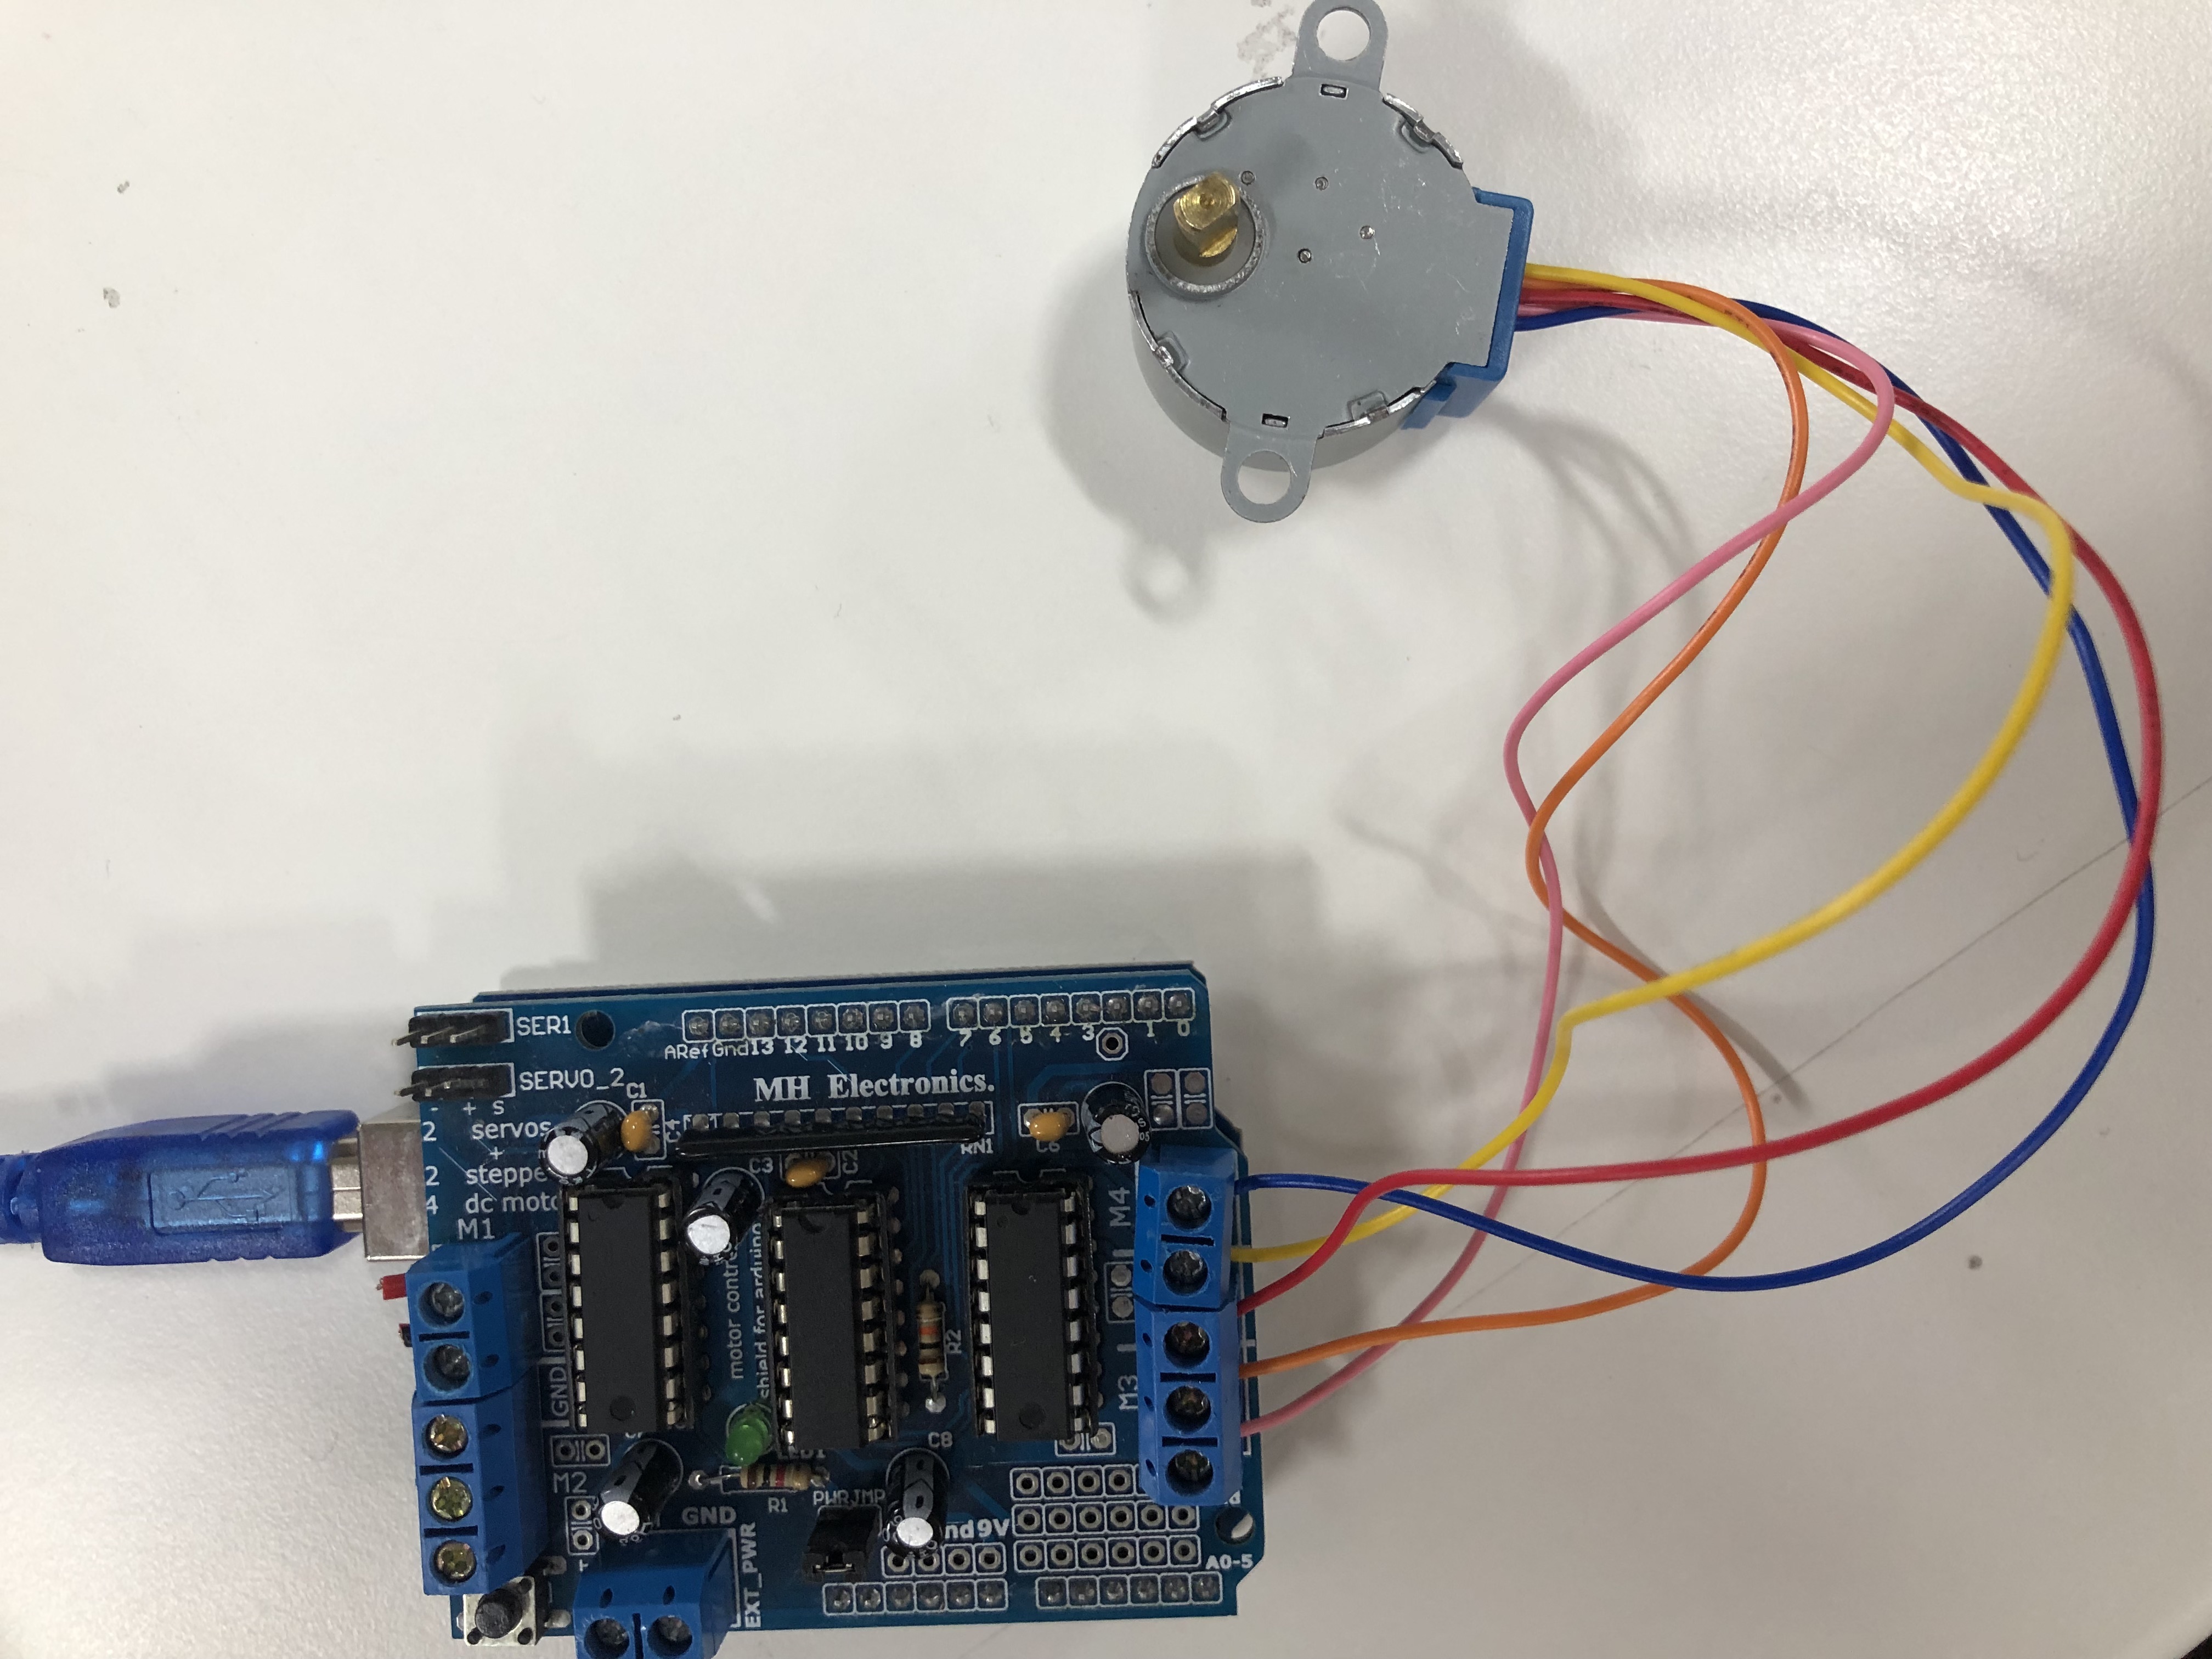 SER1
ARef Gnd 13 12 11 10 9 8 7 6 5 4 3 1 0
SERVO_2
MH Electronics.
- + s
C1
2 servos
RN1
C6
C3
C2
2 steppe
4 dc moto
M1
M4
motor contro
shield for arduino
R2
GND
M3
C8
M2
R1
PWRJMP
GND
nd 9V
EXT_PWR
A0-5